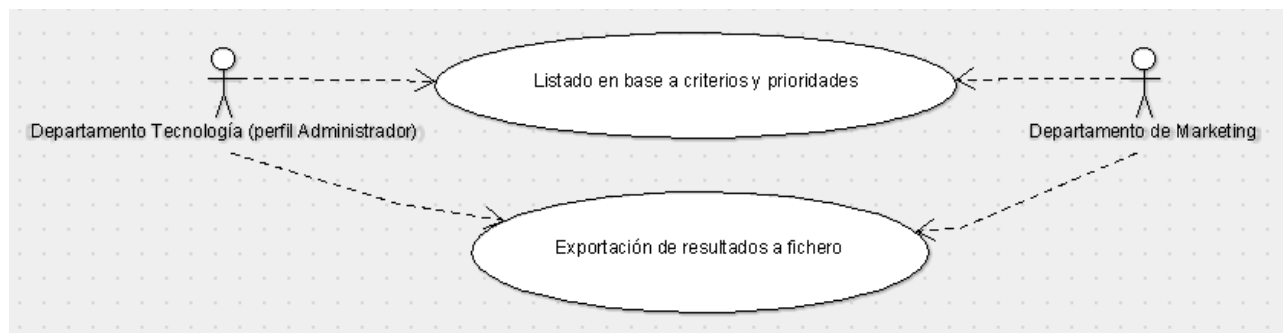 Listado en base a criterios y prioridades
Departamento Tecnología (perfil Administrador)
Departamento de Marketing
Exportación de resultados a fichero